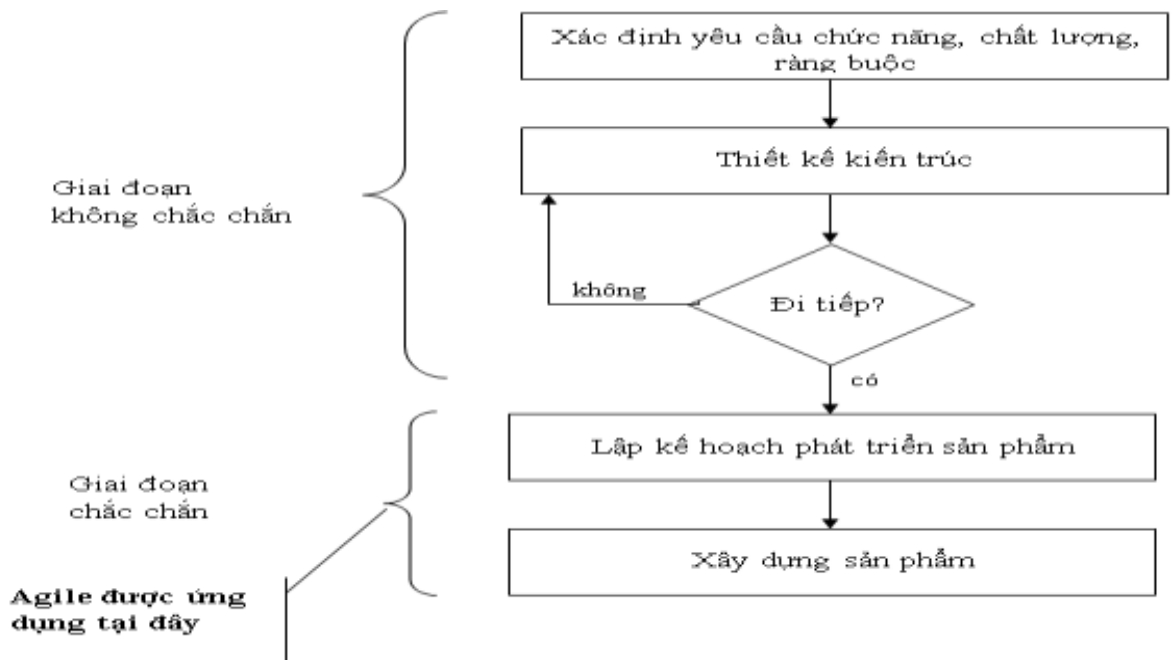 Xác định yêu cầu chức năng, chất lượng,
ràng buộc
Thiết kế kiến trúc
Giai đoạn
không chắc chắn
không
Đi tiếp?
có
Lập kế hoạch phát triển sản phẩm
Giai đoạn
chắc chắn
Xây dựng sản phẩm
Agile được ứng
dụng tại đây